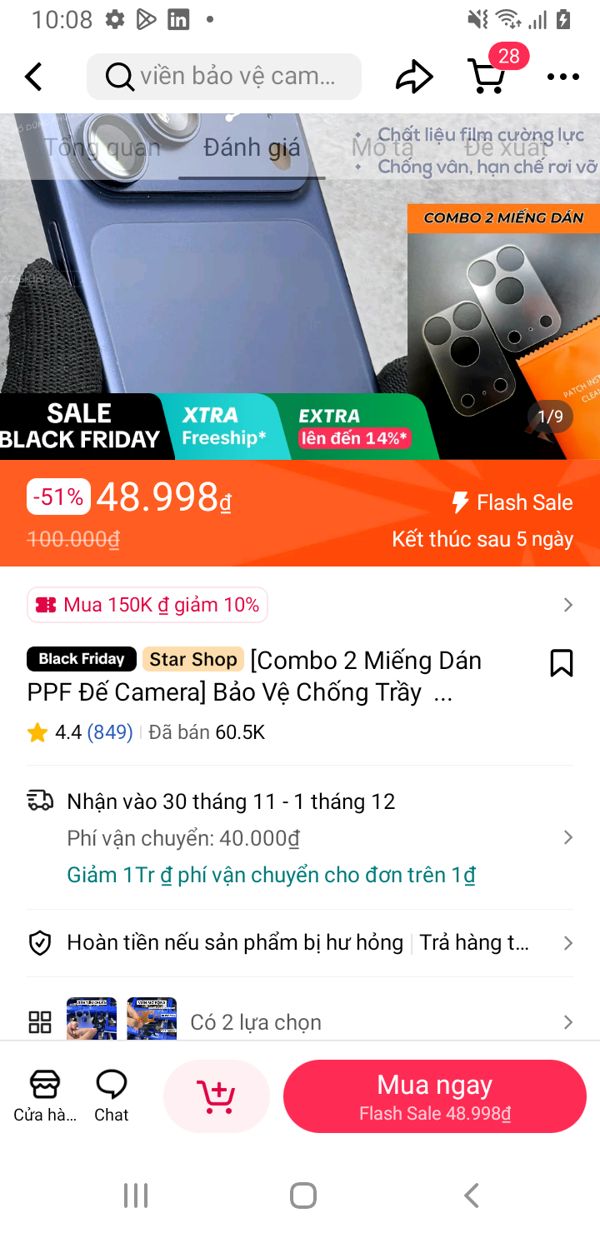 10:08
28
viền bảo vệ cam...
Tổng quan
Đánh giá
Mô tả
Đề xuất
Chất liệu film cường lực
Chống vân, hạn chế rơi vỡ
COMBO 2 MIẾNG DÁN
SALE
BLACK FRIDAY
XTRA
Freeship*
EXTRA
lên đến 14%*
1/9
-51%
48.998₫
Flash Sale
100.000₫
Kết thúc sau 5 ngày
Mua 150K ₫ giảm 10%
Black Friday
Star Shop
[Combo 2 Miếng Dán
PPF Đế Camera] Bảo Vệ Chống Trầy ...
4.4 (849)
Đã bán 60.5K
Nhận vào 30 tháng 11 - 1 tháng 12
Phí vận chuyển: 40.000₫
Giảm 1Tr ₫ phí vận chuyển cho đơn trên 1₫
Hoàn tiền nếu sản phẩm bị hư hỏng
Trả hàng t...
Có 2 lựa chọn
Cửa hà...
Chat
Mua ngay
Flash Sale 48.998₫